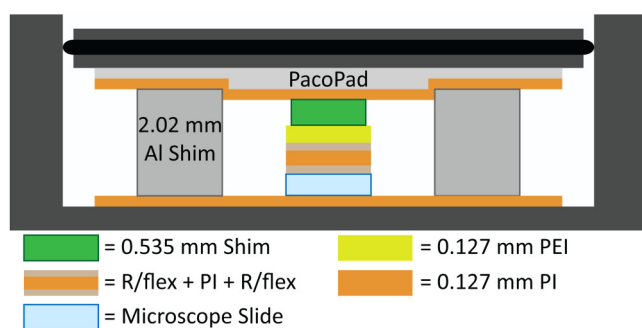 PacoPad
2.02 mm
Al Shim
= 0.535 mm Shim
= 0.127 mm PEI
= R/flex + PI + R/flex
= 0.127 mm PI
= Microscope Slide